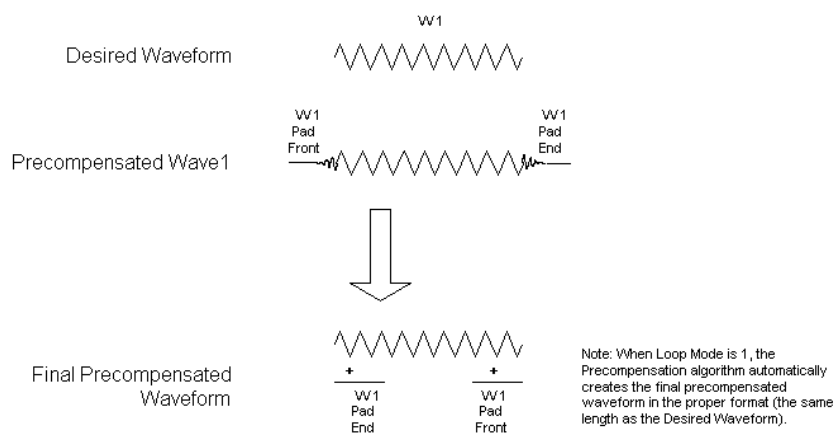 W1
Desired Waveform
W1
Pad
Front
W1
Pad
End
Precompensated Wave1
Final Precompensated
Waveform
+
W1
Pad
End
+
W1
Pad
Front
Note: When Loop Mode is 1, the
Precompensation algorithm automatically
creates the final precompensated
waveform in the proper format (the same
length as the Desired Waveform).